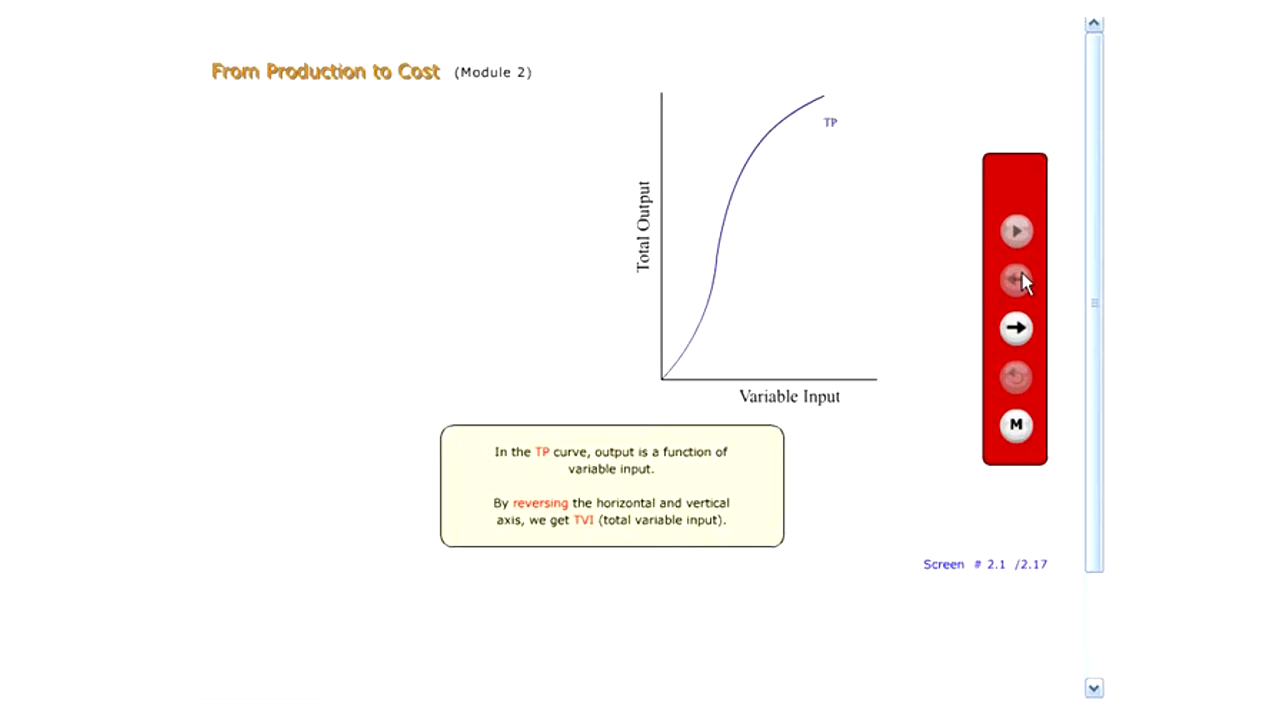 From Production to Cost (Module 2)
TP
Total Output
Variable Input
M
In the TP curve, output is a function of
variable input.
By reversing the horizontal and vertical
axis, we get TVI (total variable input).
Screen # 2.1 /2.17